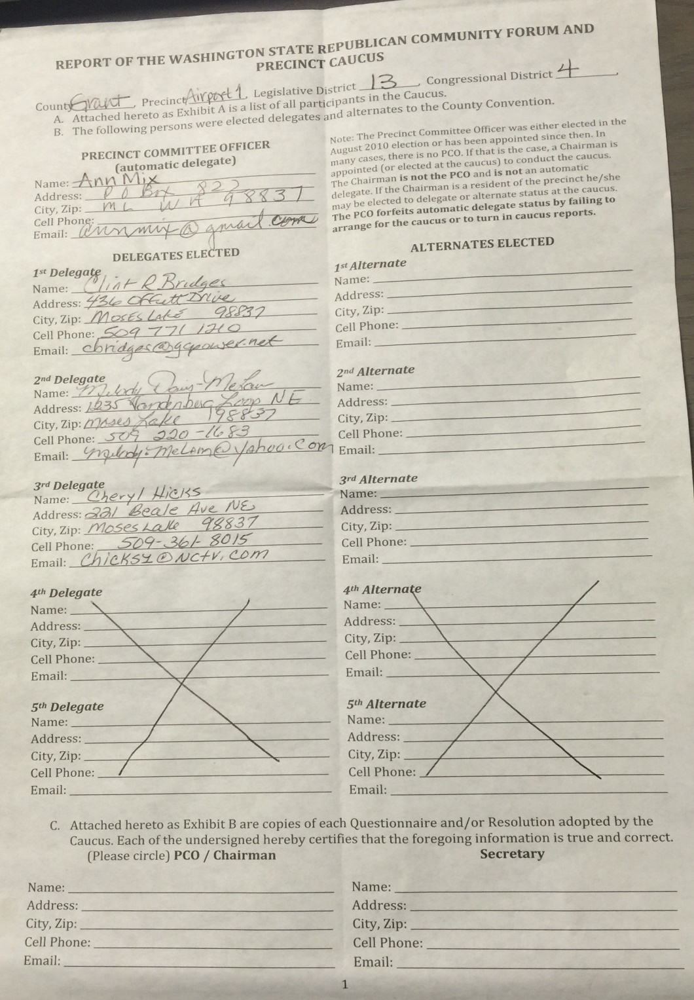 REPORT OF THE WASHINGTON STATE REPUBLICAN COMMUNITY FORUM AND
PRECINCT CAUCUS
County Grant, Precinct Airport 1, Legislative District 13, Congressional District 4,
A. Attached hereto as Exhibit A is a list of all participants in the Caucus.
B. The following persons were elected delegates and alternates to the County Convention.
PRECINCT COMMITTEE OFFICER
(automatic delegate)
Name: Ann Mix
Address: P O Box 822
City, Zip: ML WA 98837
Cell Phone:
Email: annmix@gmail.com
Note: The Precinct Committee Officer was either elected in the
August 2010 election or has been appointed since then. In
many cases, there is no PCO. If that is the case, a Chairman is
appointed (or elected at the caucus) to conduct the caucus.
The Chairman is not the PCO and is not an automatic
delegate. If the Chairman is a resident of the precinct he/she
may be elected to delegate or alternate status at the caucus.
The PCO forfeits automatic delegate status by failing to
arrange for the caucus or to turn in caucus reports.
DELEGATES ELECTED
1st Delegate
Name: Clint R Bridges
Address: 436 Offutt Drive
City, Zip: Moses Lake 98837
Cell Phone: 509 771 1210
Email: cbridges@gcpower.net
2nd Delegate
Name: Melody
Address: 1235 Vandenberg Loop NE
City, Zip: Moses Lake 98837
Cell Phone: 509 220-1683
Email:
3rd Delegate
Name: Cheryl Hicks
Address: 221 Beale Ave NE
City, Zip: Moses Lake 98837
Cell Phone: 509-361-8015
Email: Chicks1@Nctv.com
4th Delegate
Name:
Address:
City, Zip:
Cell Phone:
Email:
5th Delegate
Name:
Address:
City, Zip:
Cell Phone:
Email:
ALTERNATES ELECTED
1st Alternate
Name:
Address:
City, Zip:
Cell Phone:
Email:
2nd Alternate
Name:
Address:
City, Zip:
Cell Phone:
Email:
3rd Alternate
Name:
Address:
City, Zip:
Cell Phone:
Email:
4th Alternate
Name:
Address:
City, Zip:
Cell Phone:
Email:
5th Alternate
Name:
Address:
City, Zip:
Cell Phone:
Email:
C. Attached hereto as Exhibit B are copies of each Questionnaire and/or Resolution adopted by the
Caucus. Each of the undersigned hereby certifies that the foregoing information is true and correct.
(Please circle) PCO / Chairman
Name:
Address:
City, Zip:
Cell Phone:
Email:
Secretary
Name:
Address:
City, Zip:
Cell Phone:
Email:
1